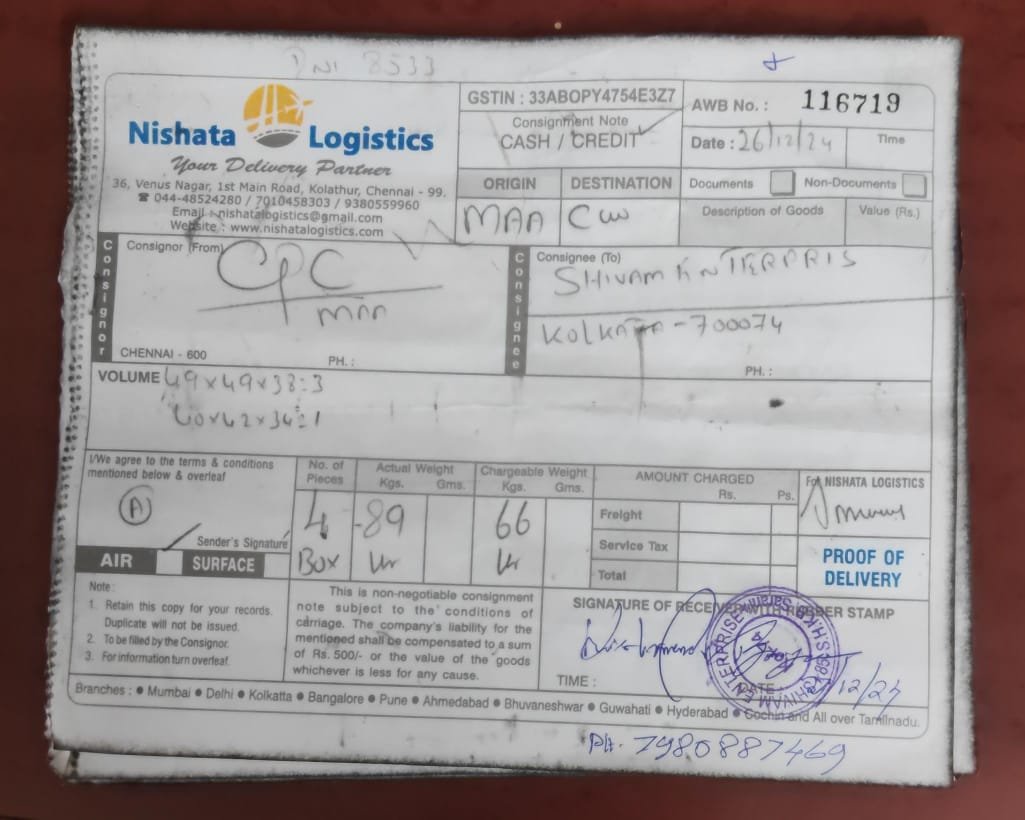 Nishata Logistics
Your Delivery Partner
36, Venus Nagar, 1st Main Road, Kolathur, Chennai - 99.
☎ 044-48524280 / 7010458303 / 9380559960
Email : nishatalogistics@gmail.com
Website : www.nishatalogistics.com
GSTIN : 33ABOPY4754E3Z7
Consignment Note
CASH / CREDIT
AWB No. : 116719
Date : 26/12/24 Time
ORIGIN DESTINATION
MAA CCU
Documents Non-Documents
Description of Goods Value (Rs.)
Consignor
Consignor (From)
CPC
MAA
CHENNAI - 600 PH. :
Consignee
Consignee (To)
SHIVAM ENTERPRIS
KOLKATA - 700074
PH. :
VOLUME 49x49x38:3
40x42x34:1
I/We agree to the terms & conditions
mentioned below & overleaf
A
Sender's Signature
AIR SURFACE
No. of Pieces
4
Box
Actual Weight
Kgs. Gms.
89
Chargeable Weight
Kgs. Gms.
66
AMOUNT CHARGED
Rs. Ps.
Freight
Service Tax
Total
For NISHATA LOGISTICS
PROOF OF
DELIVERY
Note :
1. Retain this copy for your records.
Duplicate will not be issued.
2. To be filled by the Consignor.
3. For information turn overleaf.
This is non-negotiable consignment
note subject to the conditions of
carriage. The company's liability for the
mentioned shall be compensated to a sum
of Rs. 500/- or the value of the goods
whichever is less for any cause.
SIGNATURE OF RECEIVER WITH RUBBER STAMP
TIME : DATE
SHIVAM ENTERPRISE
Branches : ● Mumbai ● Delhi ● Kolkatta ● Bangalore ● Pune ● Ahmedabad ● Bhuvaneshwar ● Guwahati ● Hyderabad ● Cochin and All over Tamilnadu.
PH. 7980887469